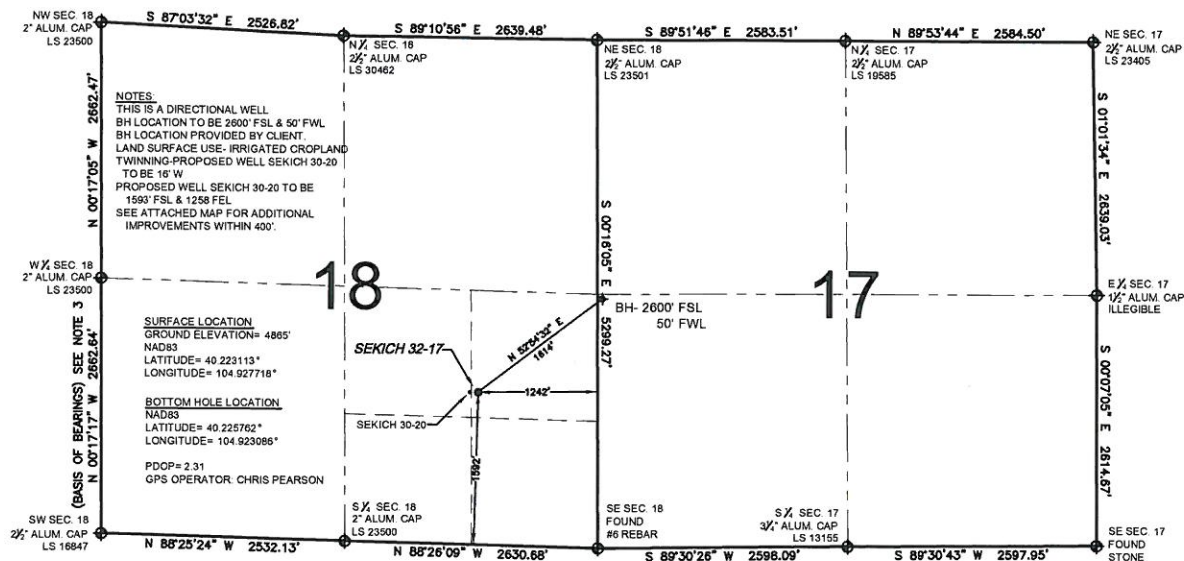 NW SEC. 18
2" ALUM. CAP
LS 23500
S 87°03'32" E 2526.82'
N¼ SEC. 18
2½" ALUM. CAP
LS 30462
S 89°10'56" E 2639.48'
NE SEC. 18
2½" ALUM. CAP
LS 23501
S 89°51'46" E 2583.51'
N¼ SEC. 17
2½" ALUM. CAP
LS 19585
N 89°53'44" E 2584.50'
NE SEC. 17
2½" ALUM. CAP
LS 23405
N 00°17'05" W 2662.47'
NOTES:
THIS IS A DIRECTIONAL WELL
BH LOCATION TO BE 2600' FSL & 50' FWL
BH LOCATION PROVIDED BY CLIENT.
LAND SURFACE USE- IRRIGATED CROPLAND
TWINNING-PROPOSED WELL SEKICH 30-20
TO BE 16' W
PROPOSED WELL SEKICH 30-20 TO BE
1593' FSL & 1258 FEL
SEE ATTACHED MAP FOR ADDITIONAL
IMPROVEMENTS WITHIN 400'.
S 00°16'05" E 5299.27'
S 01°01'34" E 2639.03'
W¼ SEC. 18
2" ALUM. CAP
LS 23500
18
17
BH- 2600' FSL
50' FWL
E¼ SEC. 17
1½" ALUM. CAP
ILLEGIBLE
(BASIS OF BEARINGS) SEE NOTE 3
N 00°17'17" W 2662.64'
SURFACE LOCATION
GROUND ELEVATION= 4865'
NAD83
LATITUDE= 40.223113°
LONGITUDE= 104.927718°
BOTTOM HOLE LOCATION
NAD83
LATITUDE= 40.225762°
LONGITUDE= 104.923086°
PDOP= 2.31
GPS OPERATOR: CHRIS PEARSON
SEKICH 32-17
N 52°54'32" E
1614'
1242'
SEKICH 30-20
1592'
S 00°07'05" E 2614.67'
SW SEC. 18
2½" ALUM. CAP
LS 16847
N 88°25'24" W 2532.13'
S¼ SEC. 18
2" ALUM. CAP
LS 23500
N 88°26'09" W 2630.68'
SE SEC. 18
FOUND
#6 REBAR
S 89°30'26" W 2598.09'
S¼ SEC. 17
3¼" ALUM. CAP
LS 13155
S 89°30'43" W 2597.95'
SE SEC. 17
FOUND
STONE